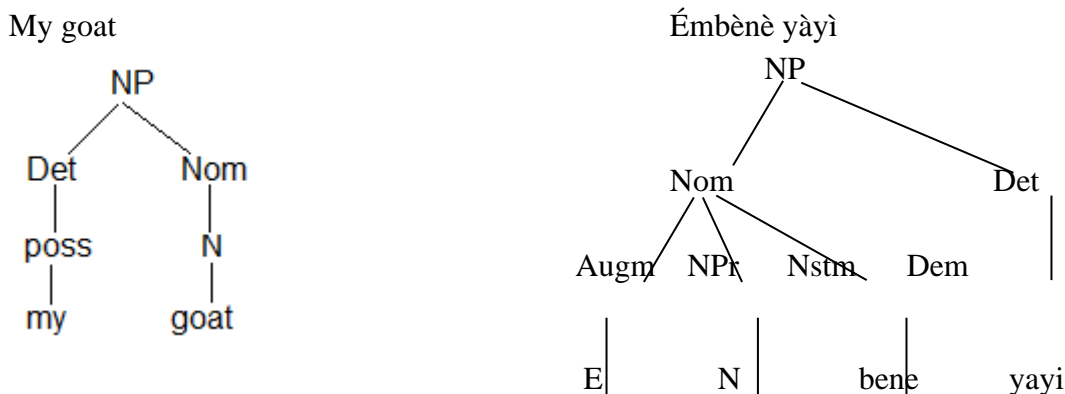 My goat Émbènè yàyì
NP NP
Det Nom Nom Det
poss N Augm NPr Nstm Dem
my goat E N bene yayi